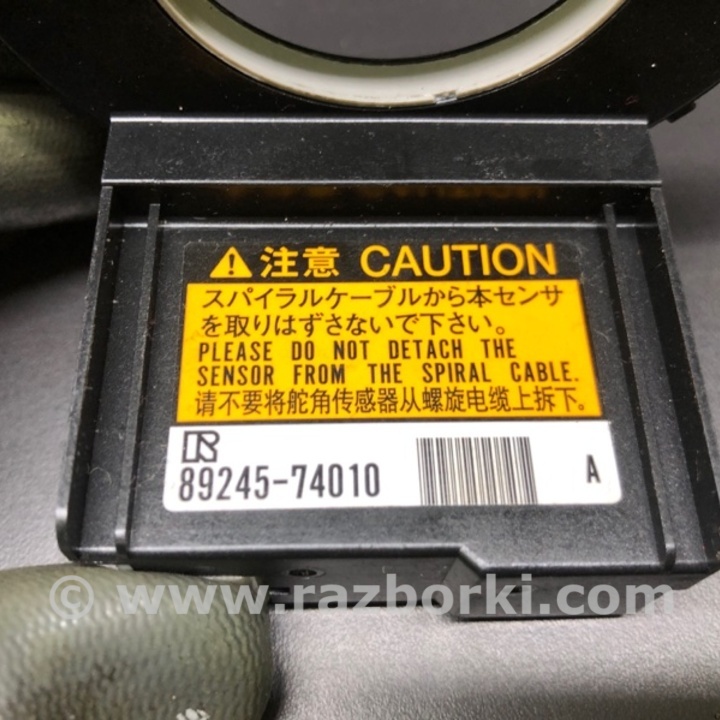 注意 CAUTION
スパイラルケーブルから本センサ
を取りはずさないで下さい。
PLEASE DO NOT DETACH THE
SENSOR FROM THE SPIRAL CABLE.
请不要将舵角传感器从螺旋电缆上拆下。
R
89245-74010
A
© www.razborki.com